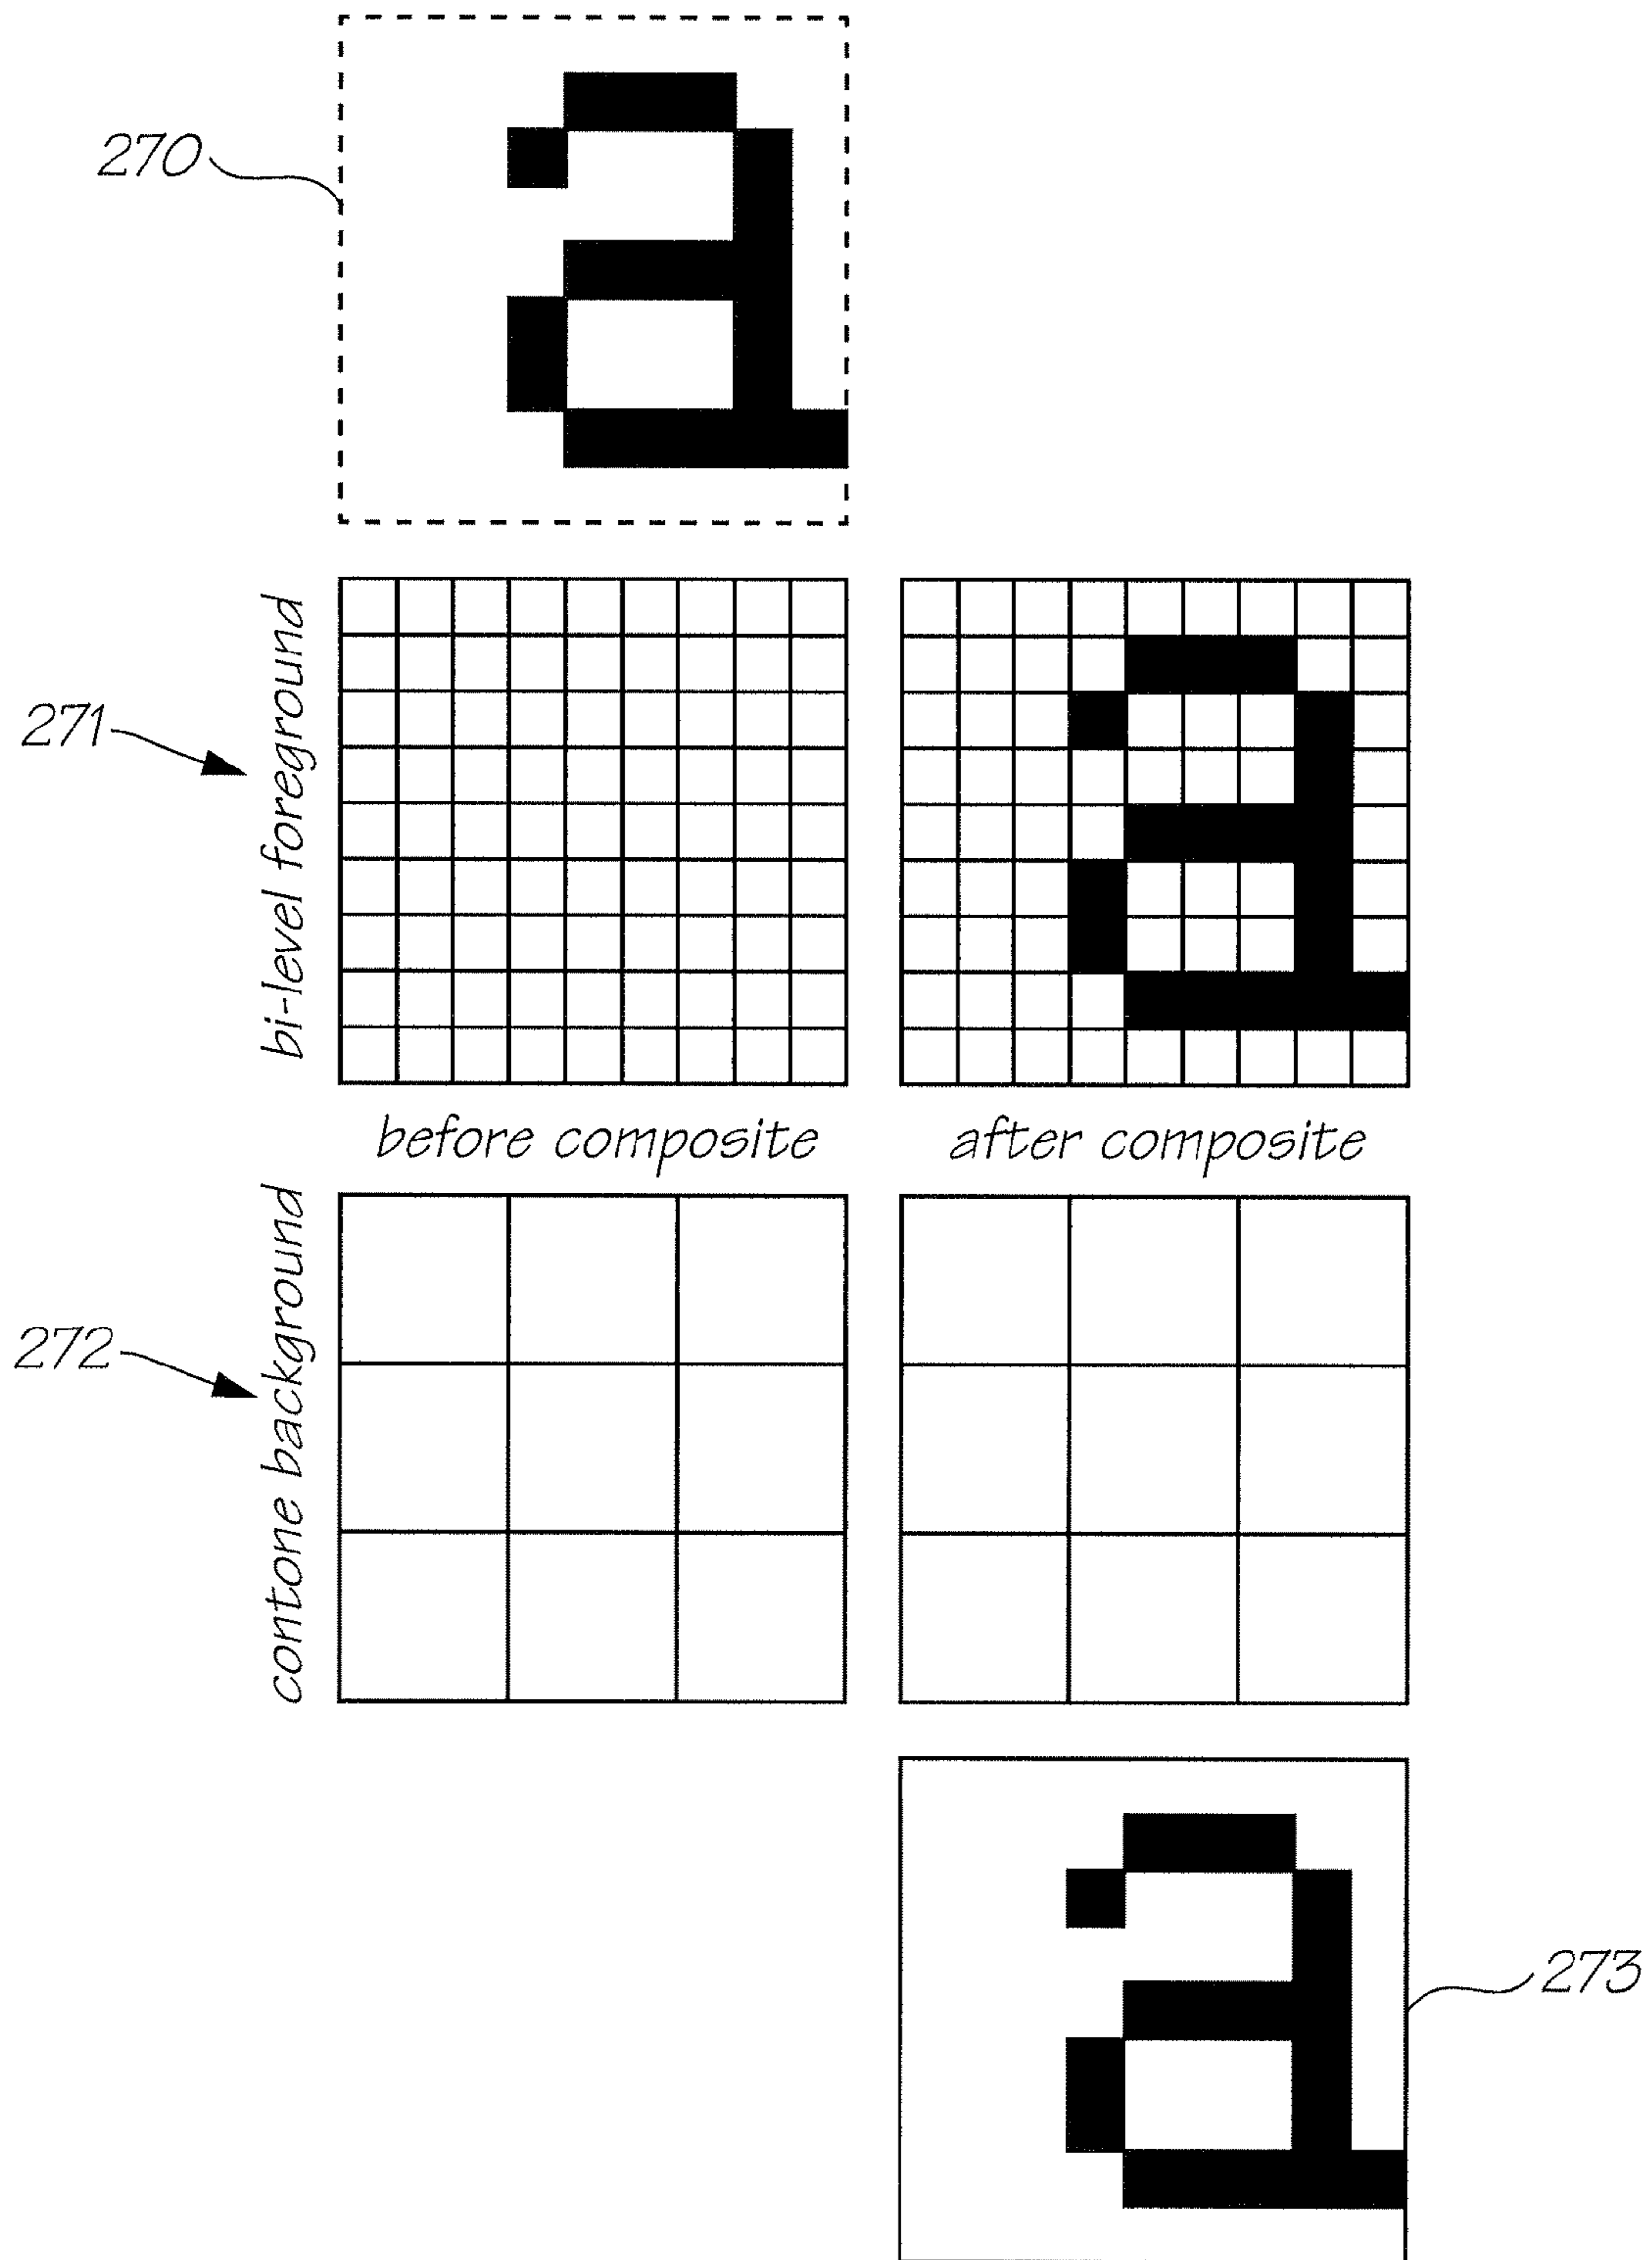 270
271
bi-level foreground
before composite
after composite
272
contone background
273